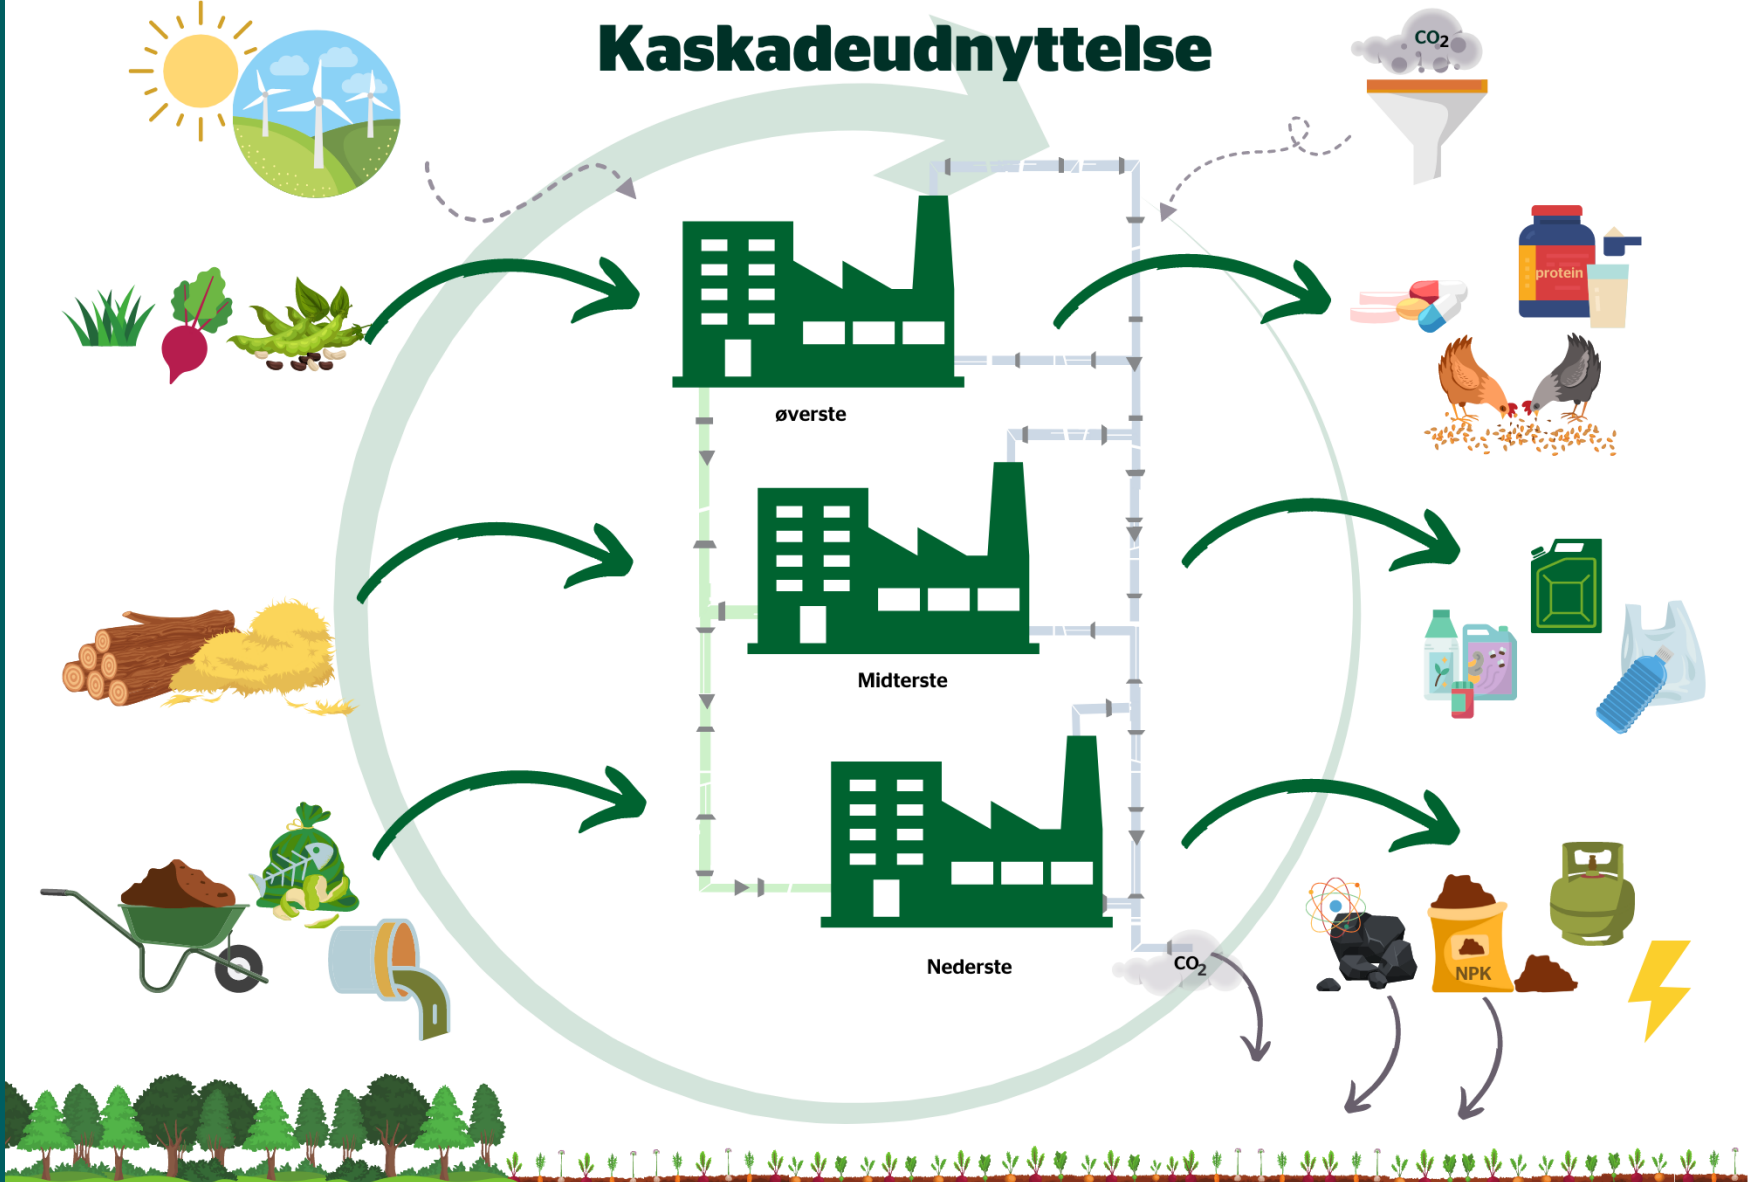 Kaskadeudnyttelse
CO2
protein
øverste
Midterste
Nederste
CO2
NPK